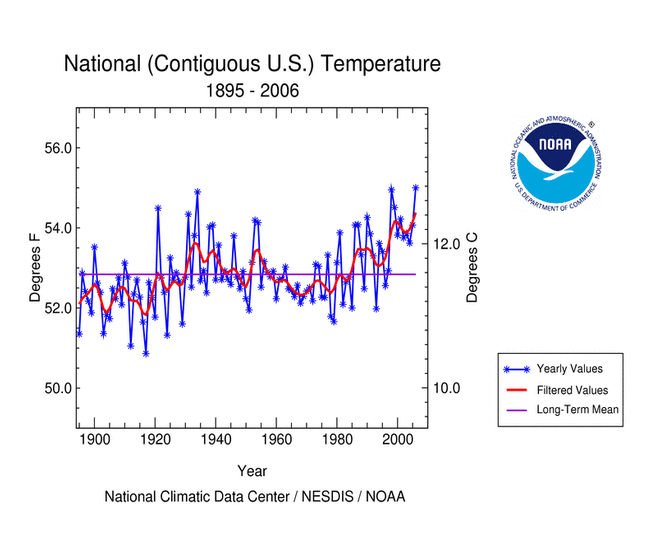 National (Contiguous U.S.) Temperature
1895 - 2006
56.0
54.0
52.0
50.0
Degrees F
12.0
10.0
Degrees C
1900 1920 1940 1960 1980 2000
Year
National Climatic Data Center / NESDIS / NOAA
NATIONAL OCEANIC AND ATMOSPHERIC ADMINISTRATION
®
NOAA
U.S. DEPARTMENT OF COMMERCE
Yearly Values
Filtered Values
Long-Term Mean